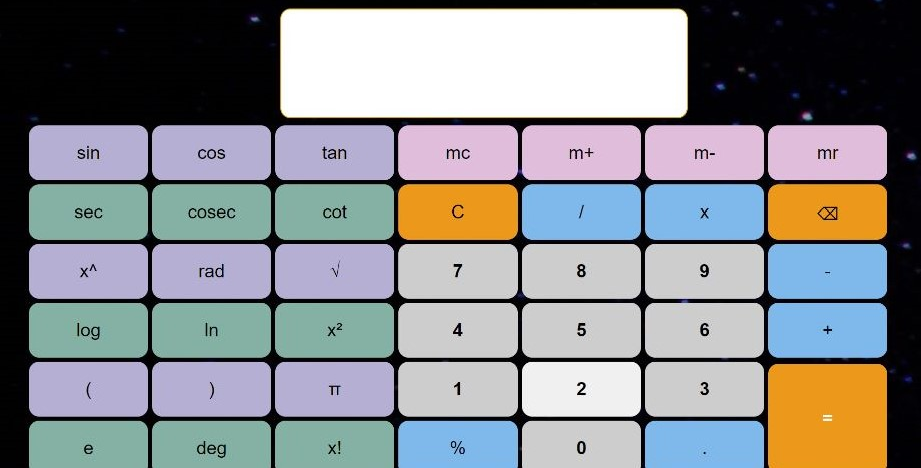 sin cos tan mc m+ m- mr
sec cosec cot C / x ⌫
x^ rad √ 7 8 9 -
log ln x² 4 5 6 +
( ) π 1 2 3 =
e deg x! % 0 .